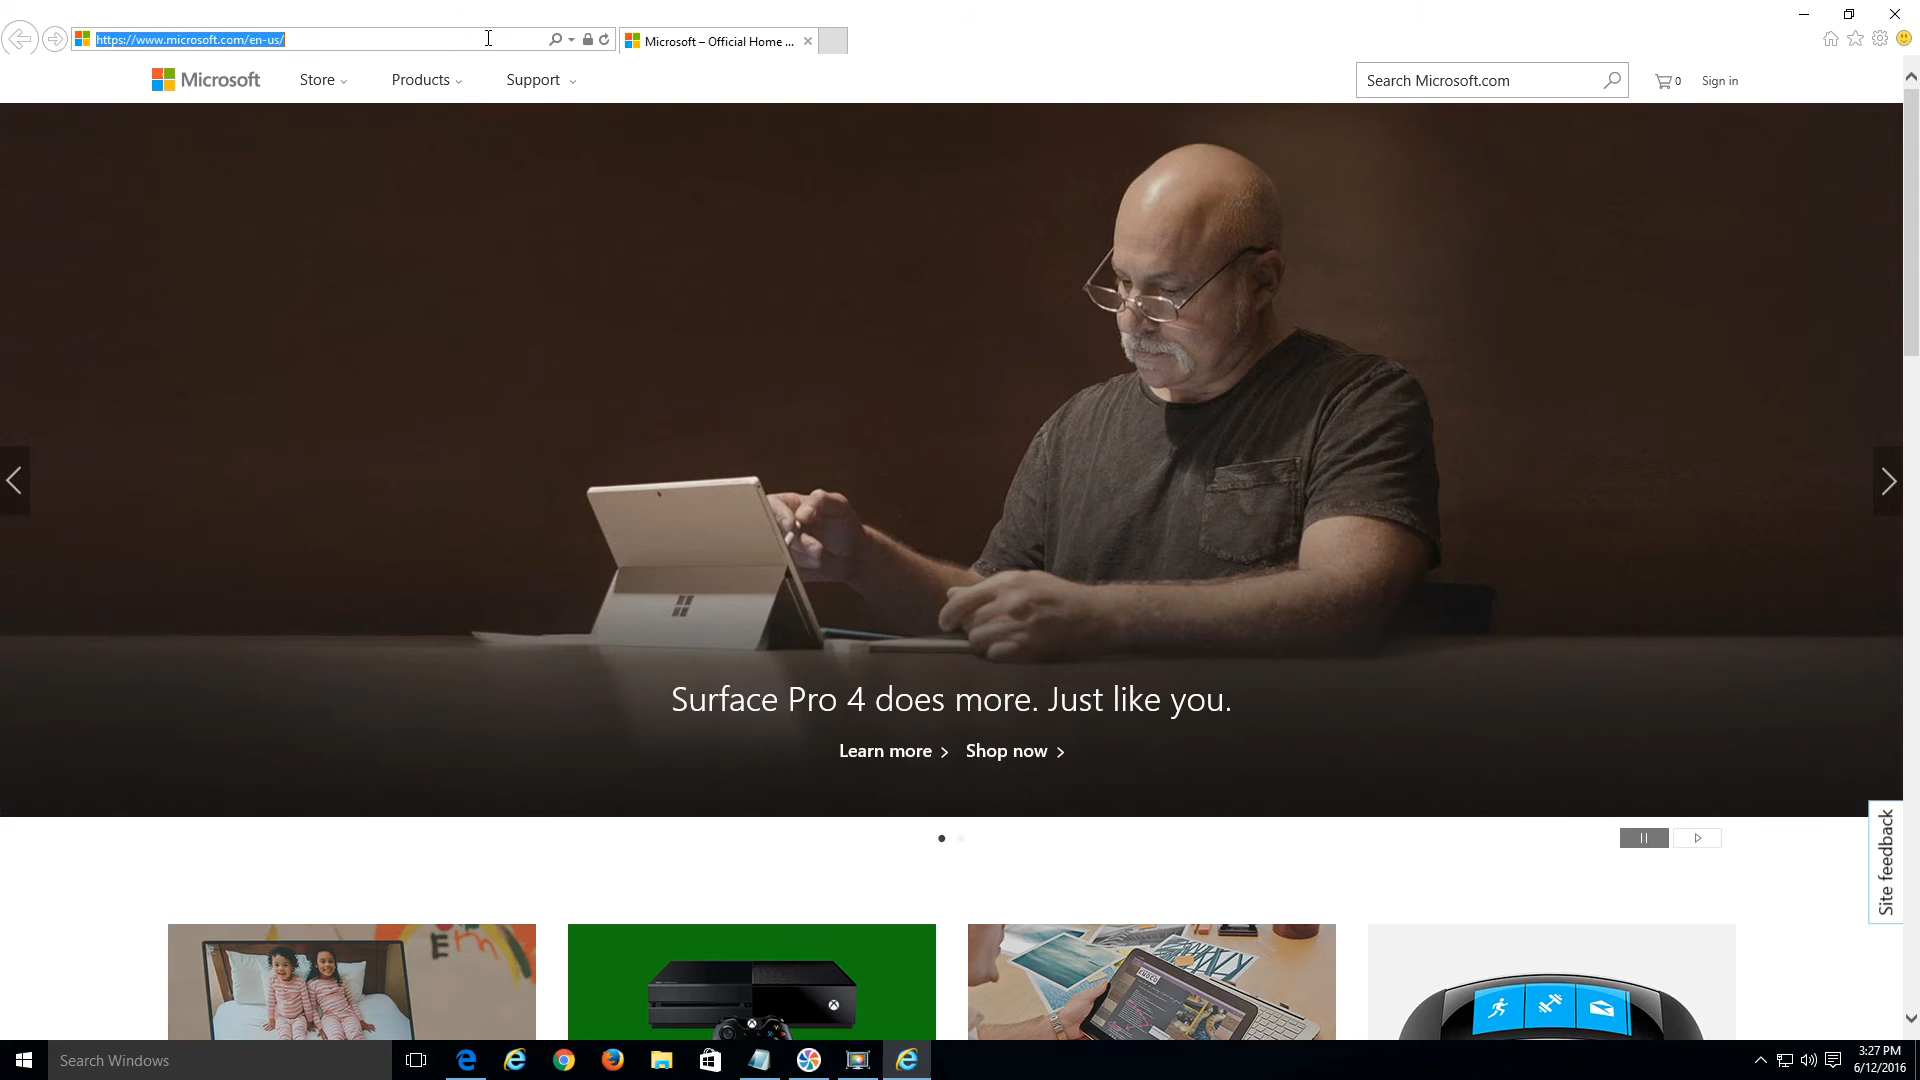 https://www.microsoft.com/en-us/
Microsoft – Official Home ...
Microsoft
Store
Products
Support
Search Microsoft.com
0
Sign in
Surface Pro 4 does more. Just like you.
Learn more
Shop now
Site feedback
Search Windows
3:27 PM
6/12/2016